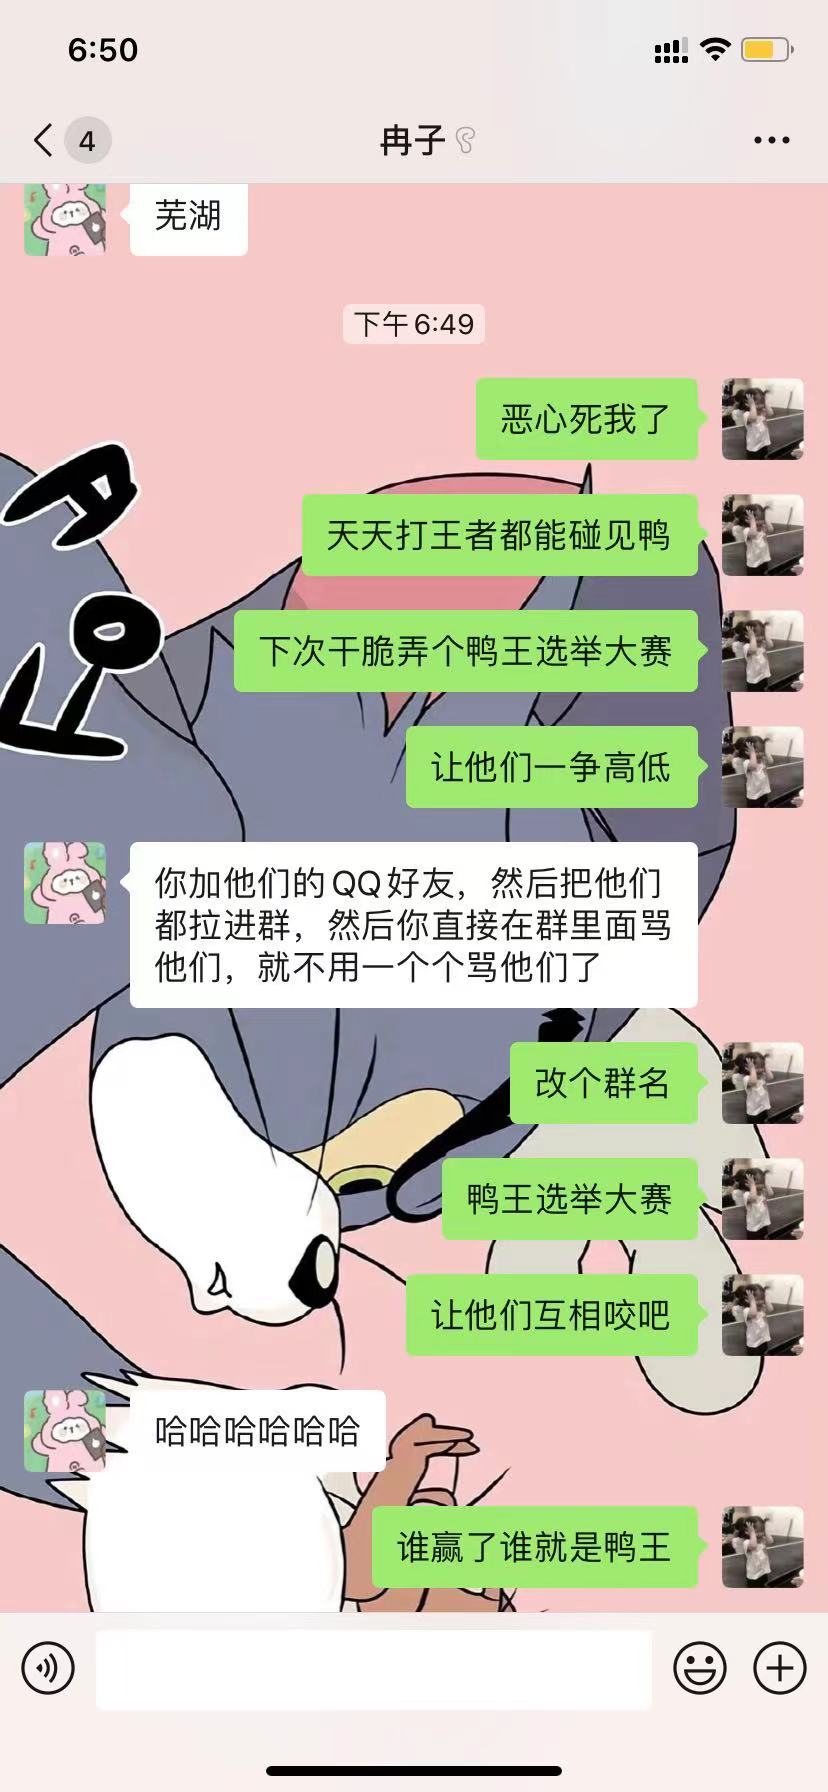 6:50
4
冉子
芜湖
下午6:49
恶心死我了
天天打王者都能碰见鸭
下次干脆弄个鸭王选举大赛
让他们一争高低
你加他们的QQ好友，然后把他们
都拉进群，然后你直接在群里面骂
他们，就不用一个个骂他们了
改个群名
鸭王选举大赛
让他们互相咬吧
哈哈哈哈哈哈
谁赢了谁就是鸭王